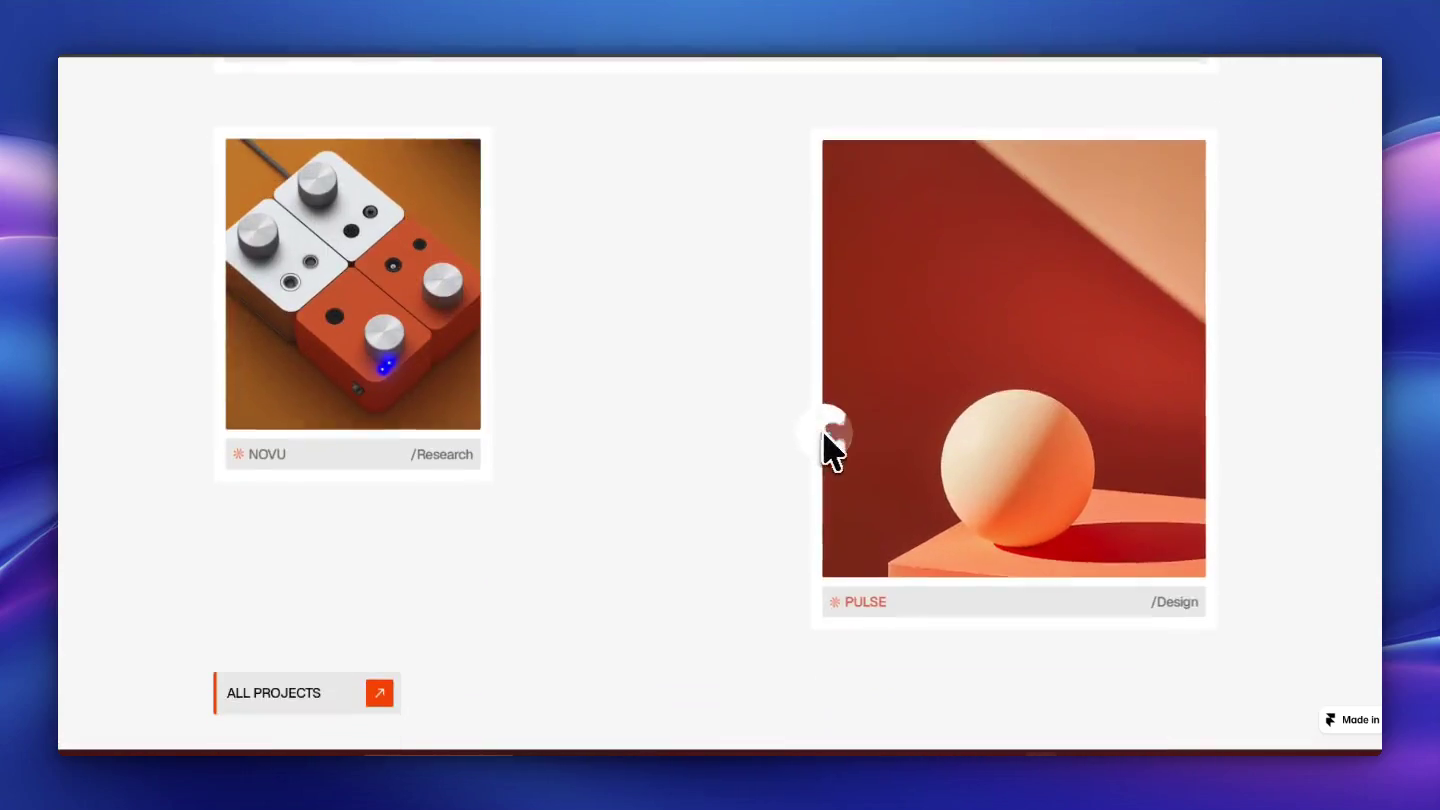 NOVU
/Research
PULSE
/Design
ALL PROJECTS
Made in